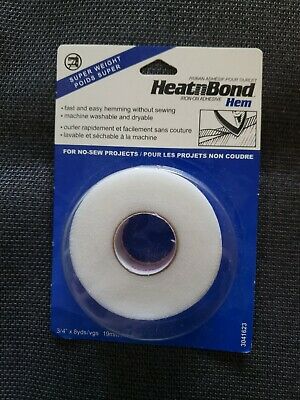 SUPER WEIGHT
POIDS SUPER
RUBAN ADHÉSIF POUR OURLET
HeatnBond
IRON-ON ADHESIVE
Hem
• fast and easy hemming without sewing
• machine washable and dryable
• ourler rapidement et facilement sans couture
• lavable et séchable à la machine
FOR NO-SEW PROJECTS / POUR LES PROJETS NON COUDRE
3/4" x 8yds/vgs 19mm
3041623